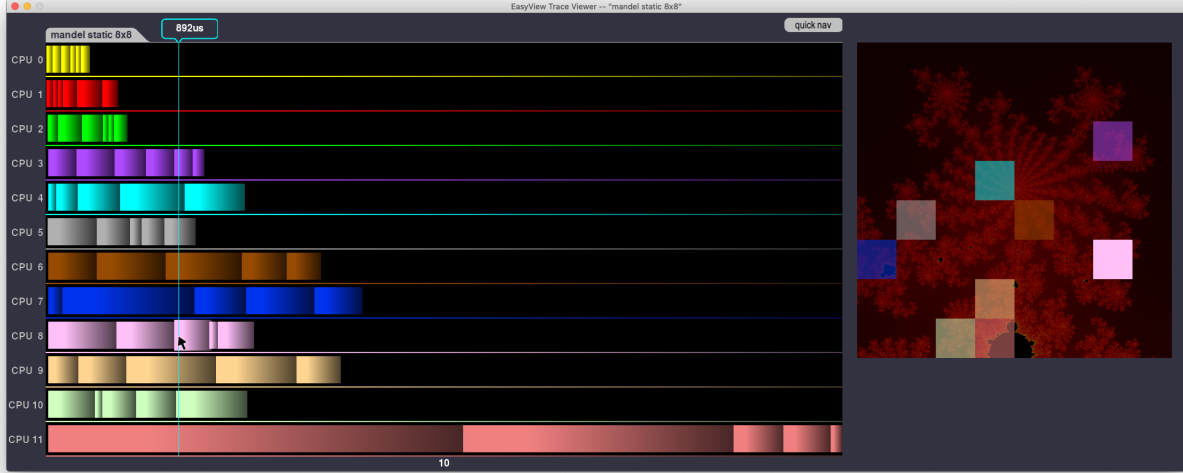 EasyView Trace Viewer -- "mandel static 8x8"
892us
quick nav
mandel static 8x8
CPU 0
CPU 1
CPU 2
CPU 3
CPU 4
CPU 5
CPU 6
CPU 7
CPU 8
CPU 9
CPU 10
CPU 11
10